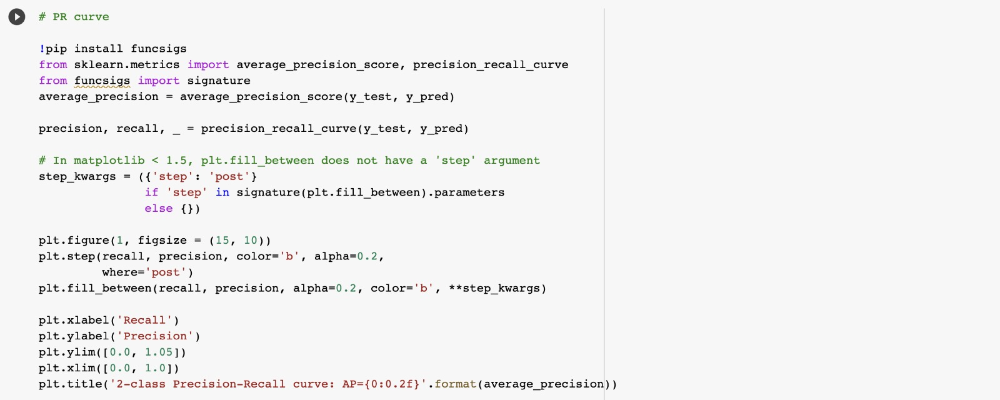 # PR curve
!pip install funcsigs
from sklearn.metrics import average_precision_score, precision_recall_curve
from funcsigs import signature
average_precision = average_precision_score(y_test, y_pred)
precision, recall, _ = precision_recall_curve(y_test, y_pred)
# In matplotlib < 1.5, plt.fill_between does not have a 'step' argument
step_kwargs = ({'step': 'post'}
               if 'step' in signature(plt.fill_between).parameters
               else {})
plt.figure(1, figsize = (15, 10))
plt.step(recall, precision, color='b', alpha=0.2,
         where='post')
plt.fill_between(recall, precision, alpha=0.2, color='b', **step_kwargs)
plt.xlabel('Recall')
plt.ylabel('Precision')
plt.ylim([0.0, 1.05])
plt.xlim([0.0, 1.0])
plt.title('2-class Precision-Recall curve: AP={0:0.2f}'.format(average_precision))